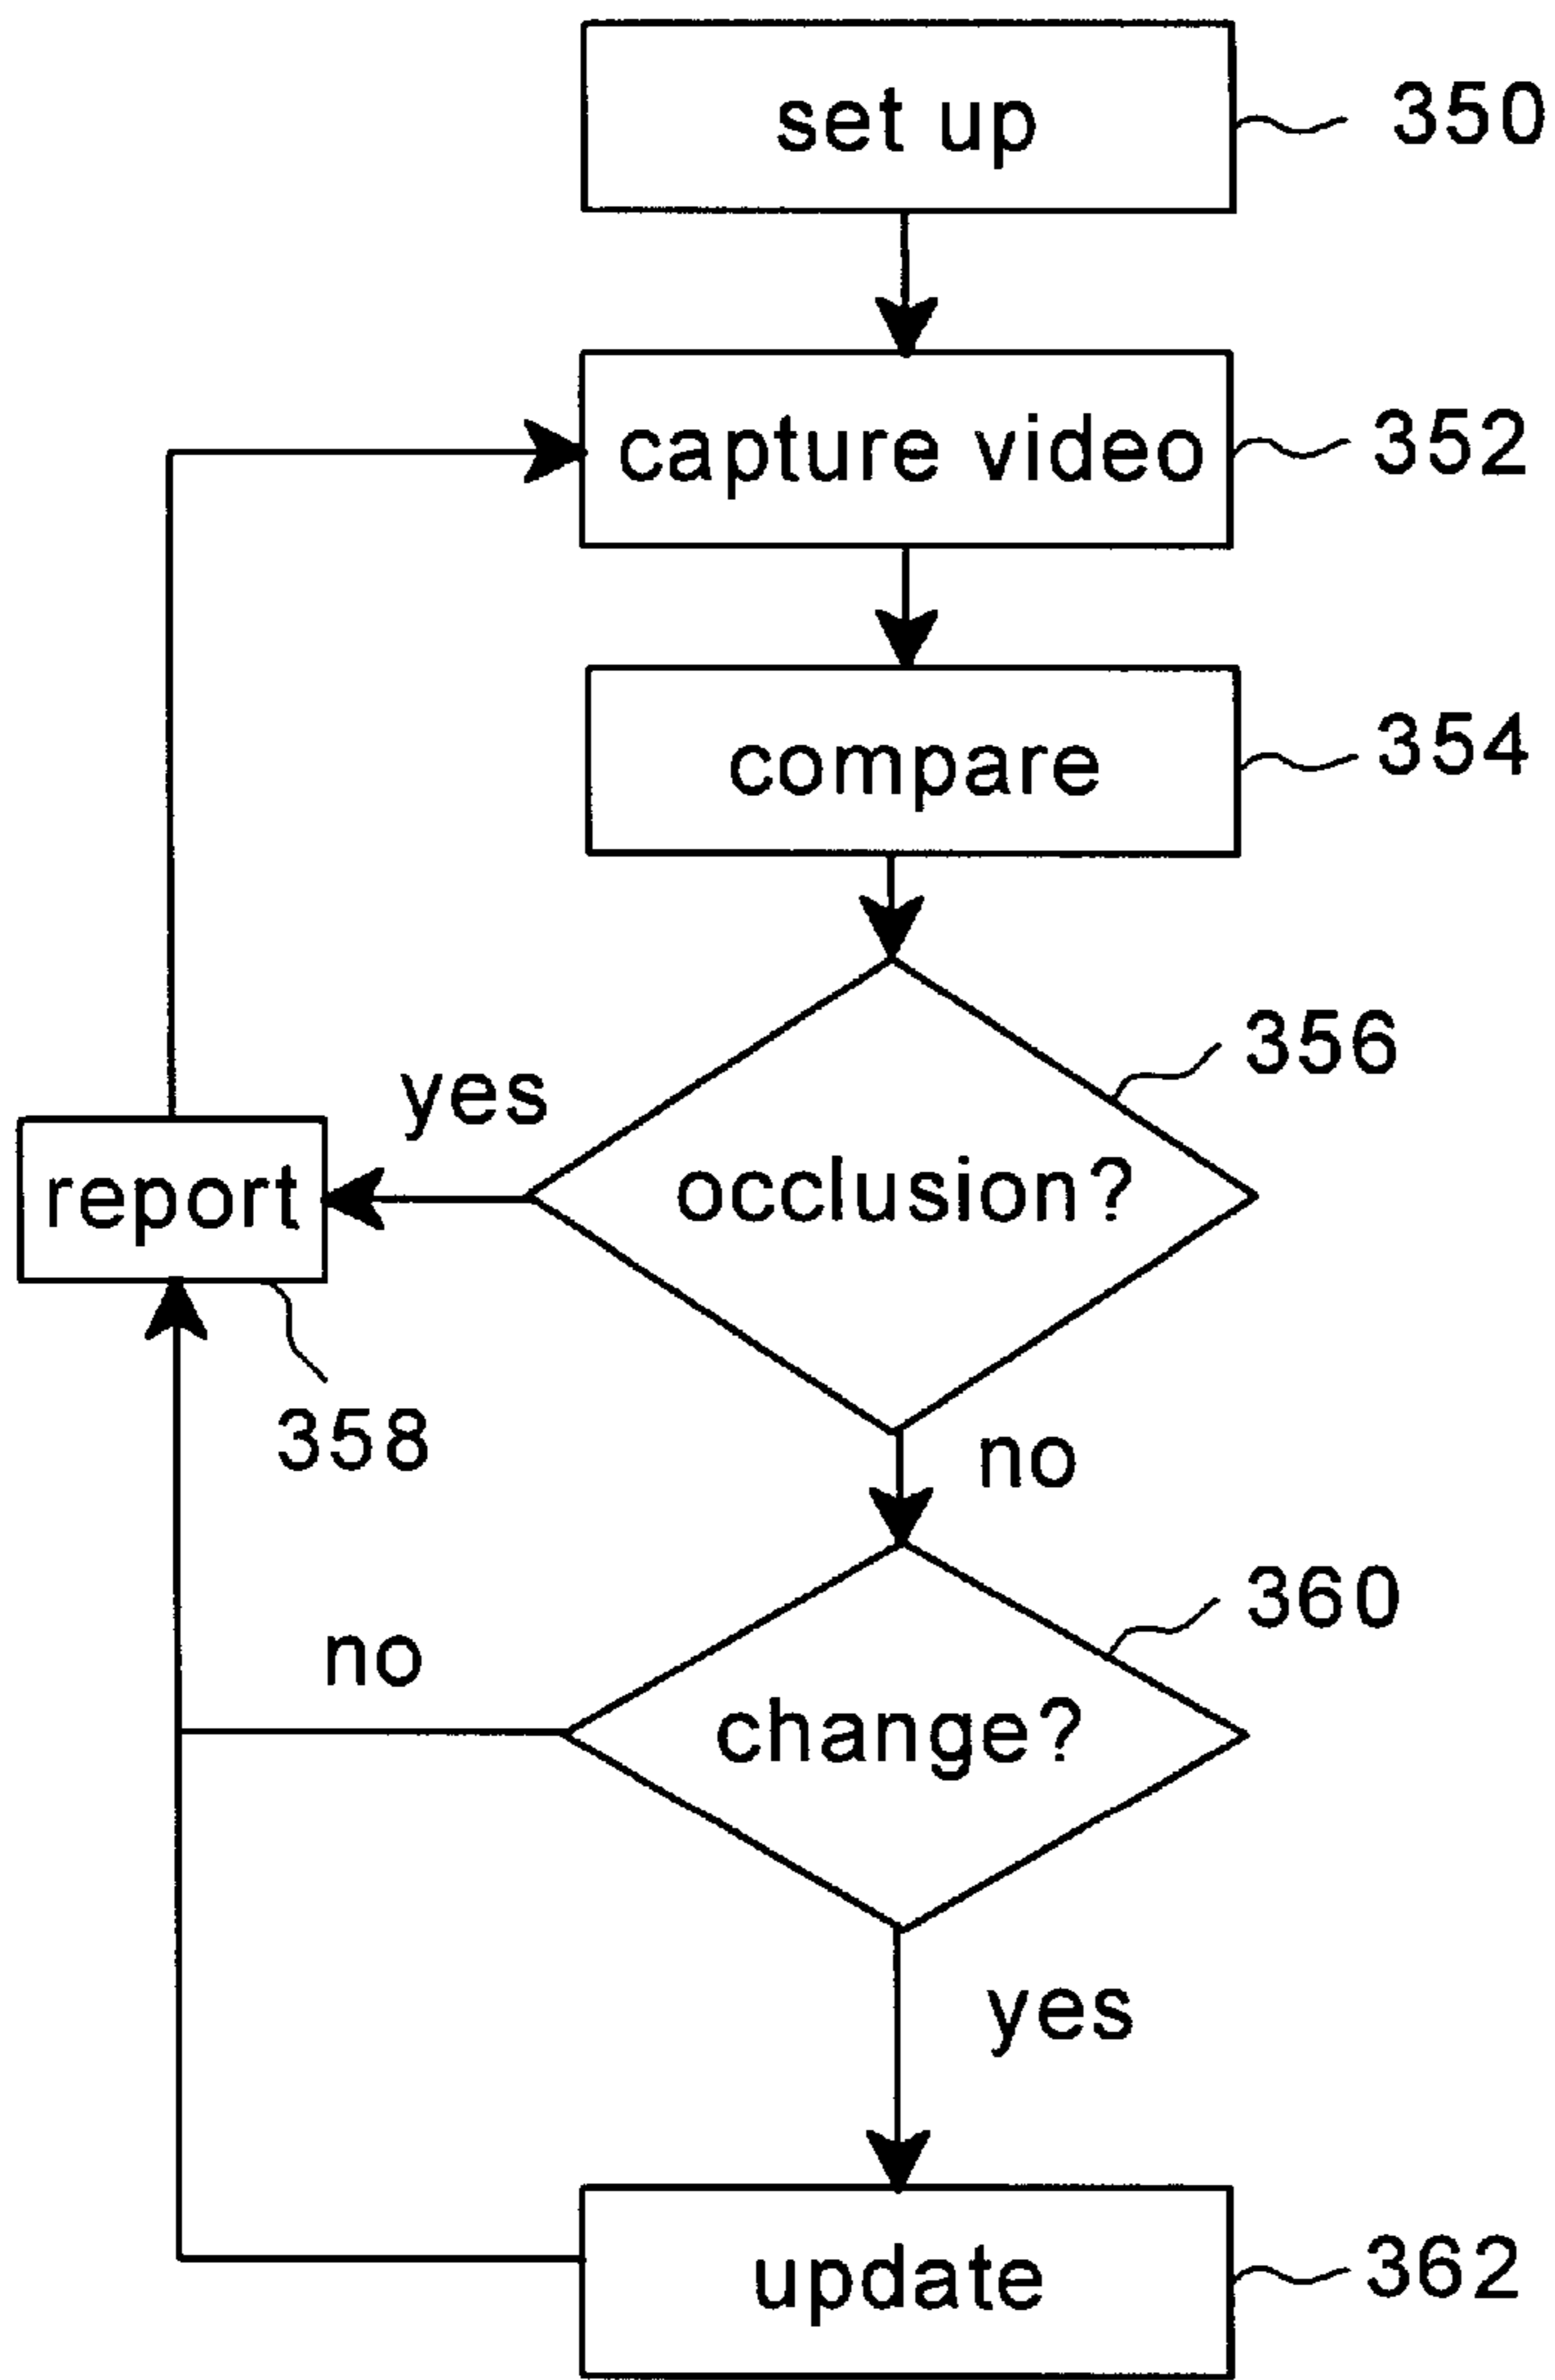 set up
350
capture video
352
compare
354
356
yes
occlusion?
report
358
no
360
no
change?
yes
update
362